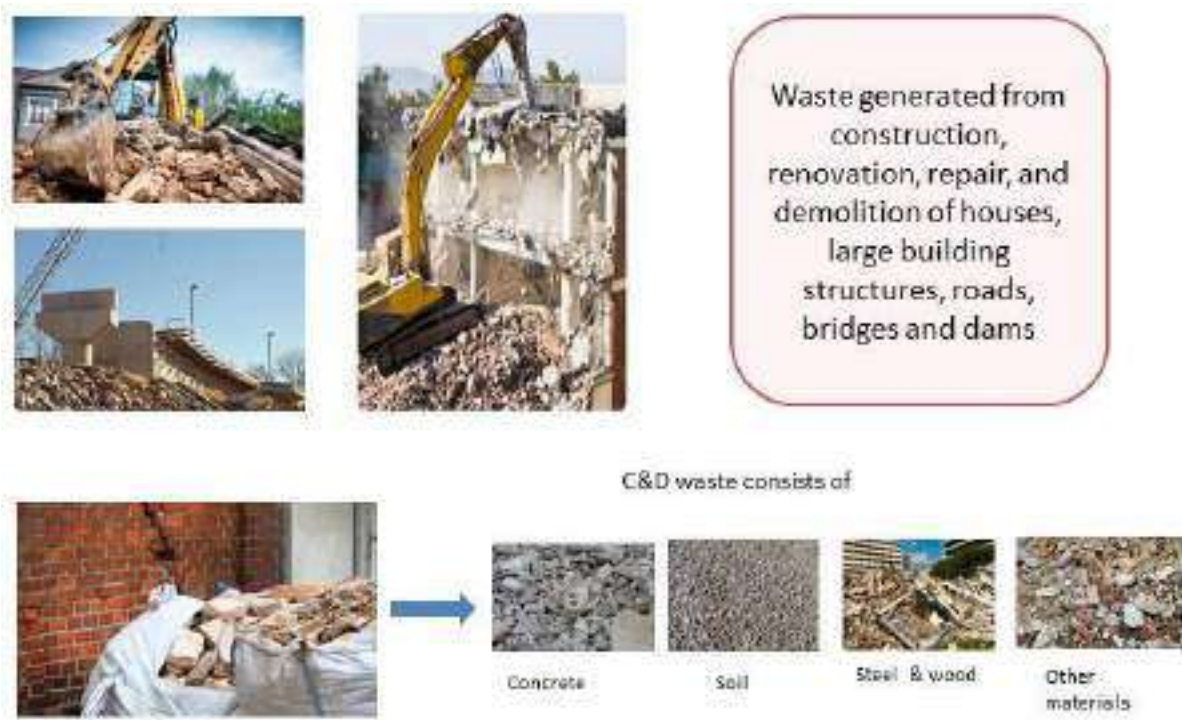 Waste generated from
construction,
renovation, repair, and
demolition of houses,
large building
structures, roads,
bridges and dams
C&D waste consists of
Concrete
Soil
Steel & wood
Other
materials